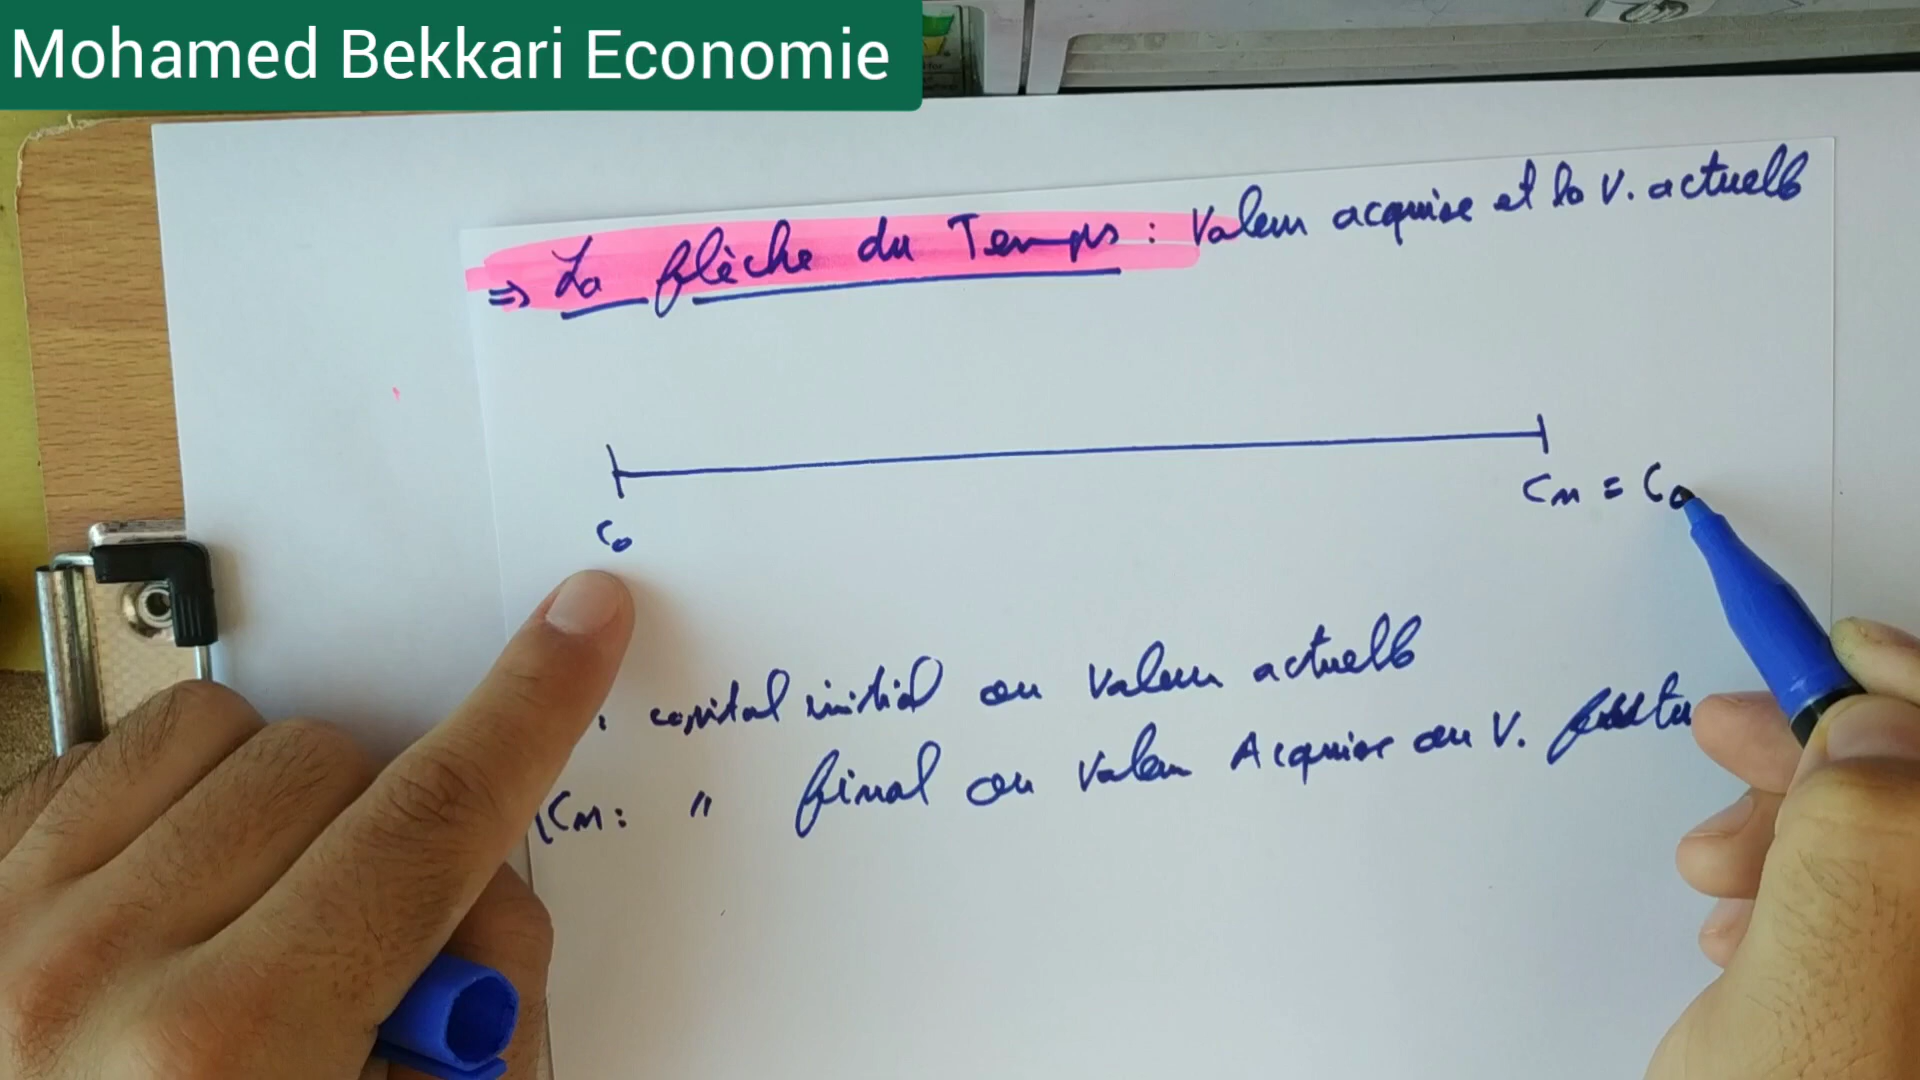 Mohamed Bekkari Economie
⇒ La flèche du Temps : Valeur acquise et la V. actuelle
C0
Cn = C0
: capital initial ou Valeur actuelle
Cn : " final ou Valeur Acquise ou V.